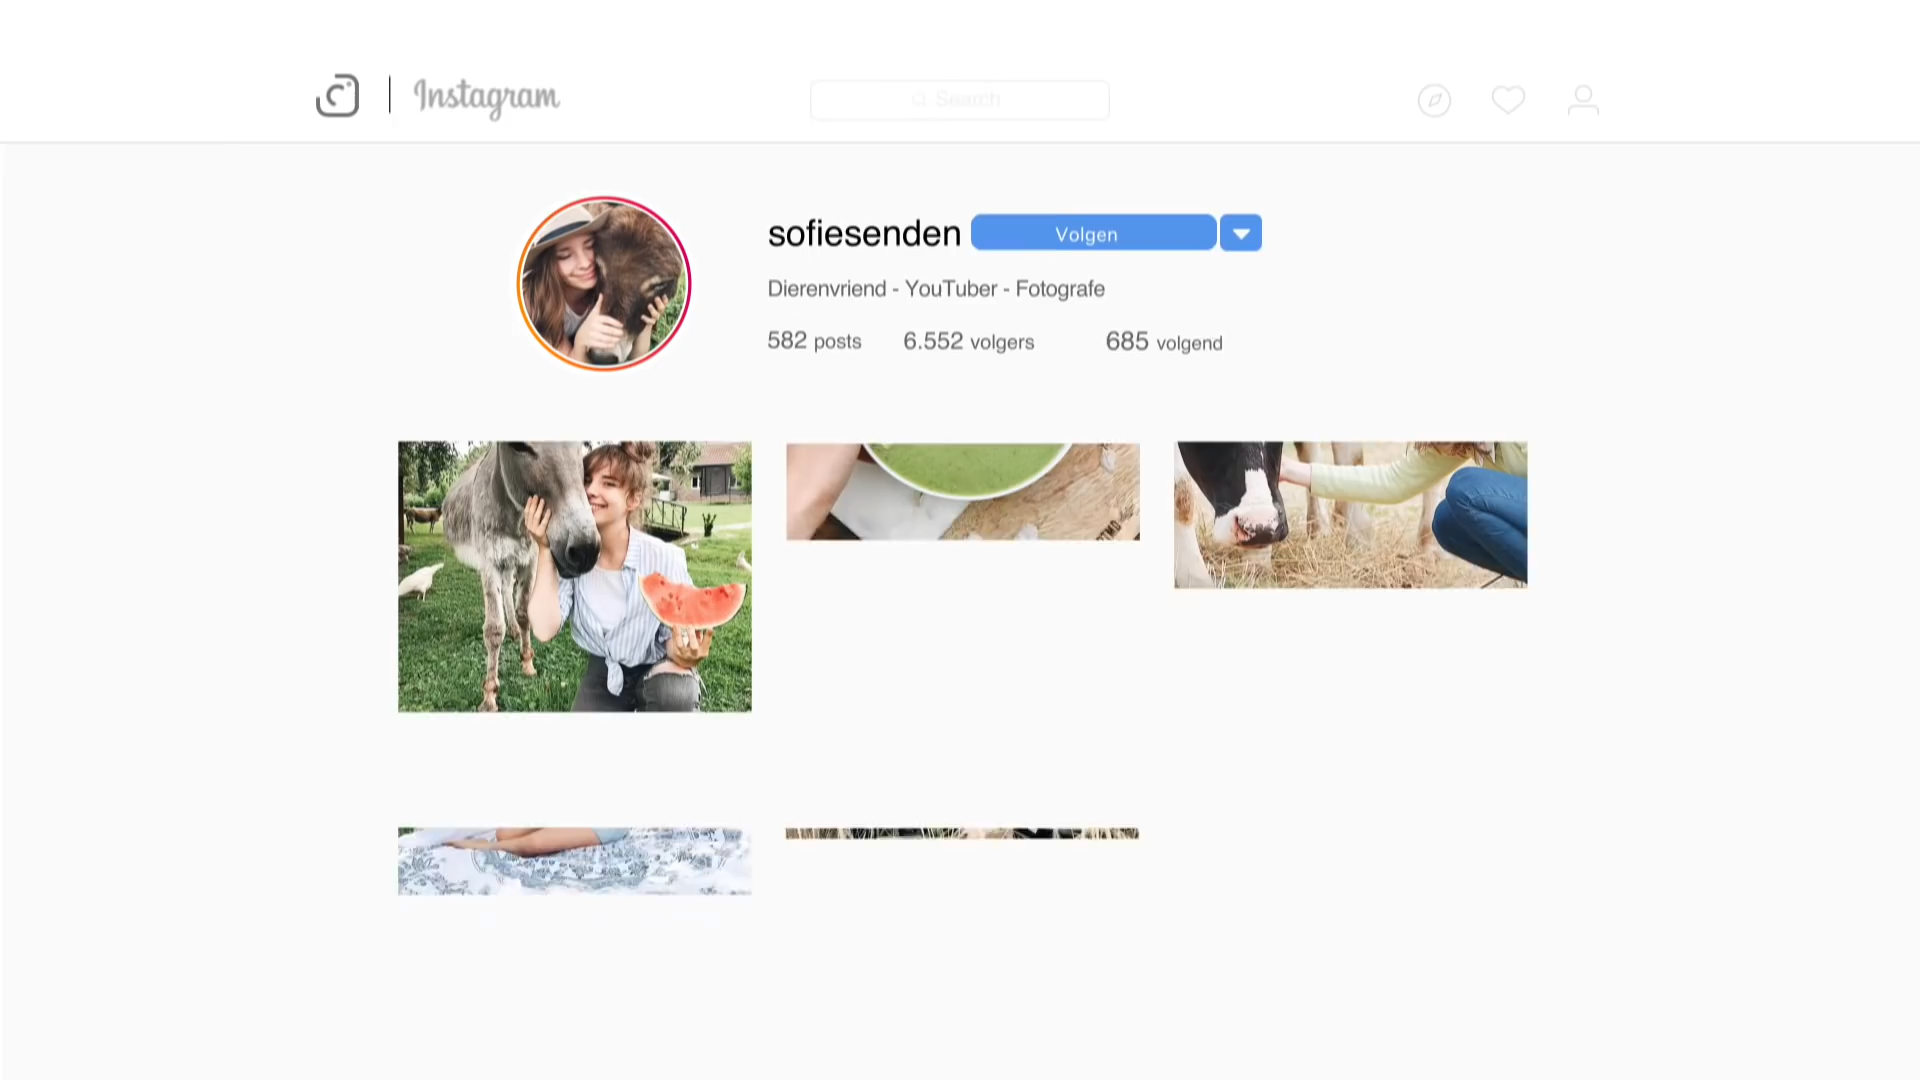 Instagram
Search
sofiesenden Volgen
Dierenvriend - YouTuber - Fotografe
582 posts 6.552 volgers 685 volgend